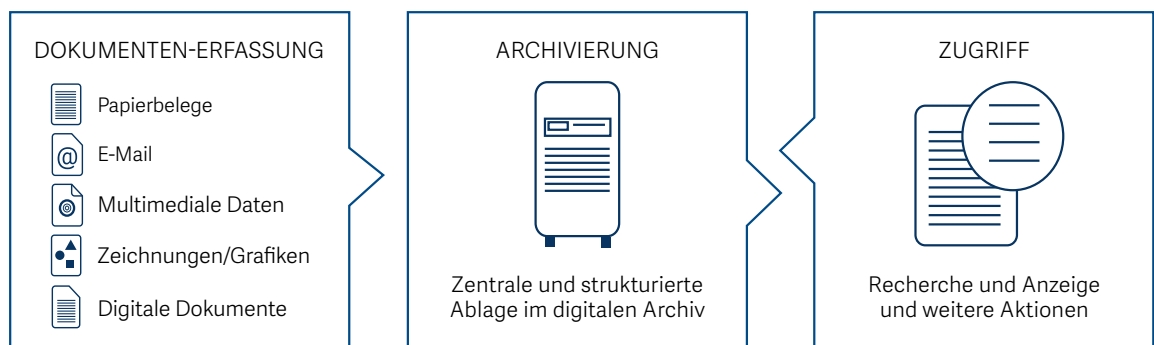 DOKUMENTEN-ERFASSUNG
Papierbelege
@
E-Mail
Multimediale Daten
Zeichnungen/Grafiken
Digitale Dokumente
ARCHIVIERUNG
Zentrale und strukturierte
Ablage im digitalen Archiv
ZUGRIFF
Recherche und Anzeige
und weitere Aktionen